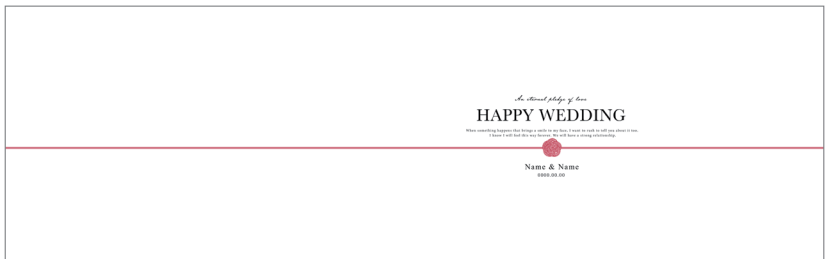 An eternal pledge of love
HAPPY WEDDING
When something happens that brings a smile to my face, I want to rush to tell you about it too.
I know I will feel this way forever. We will have a strong relationship.
Name & Name
0000.00.00